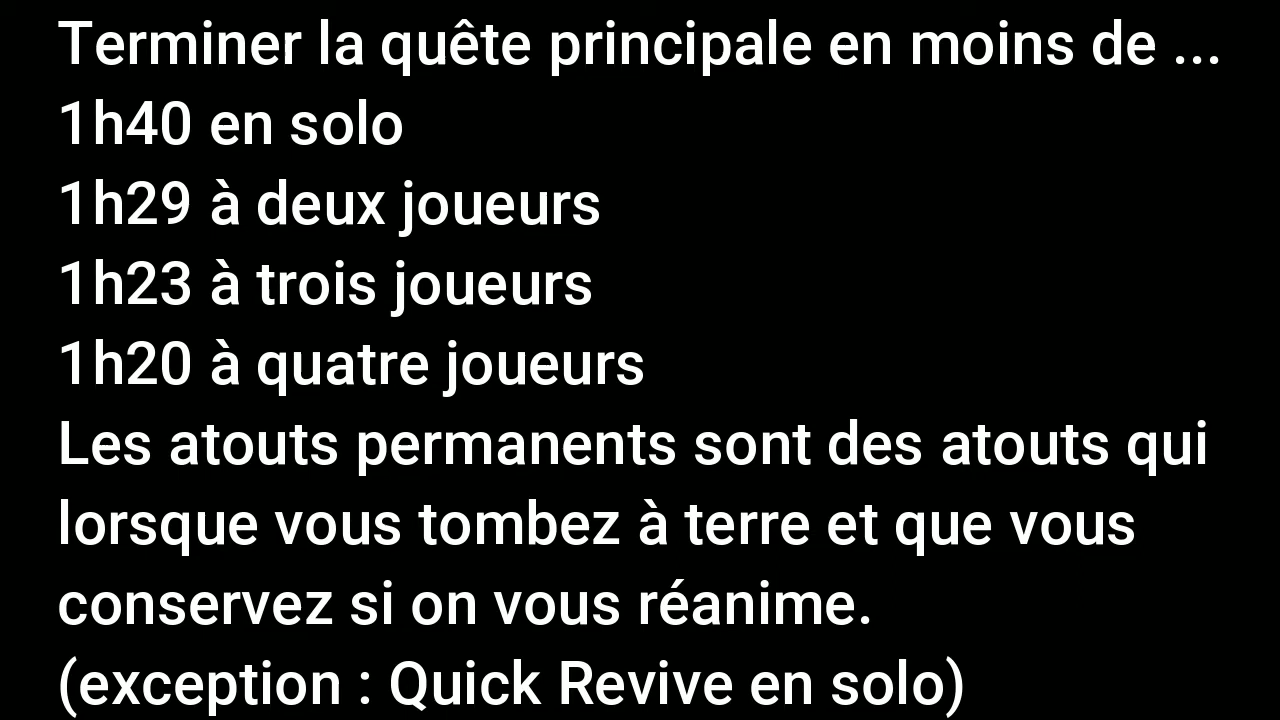 Terminer la quête principale en moins de ...
1h40 en solo
1h29 à deux joueurs
1h23 à trois joueurs
1h20 à quatre joueurs
Les atouts permanents sont des atouts qui
lorsque vous tombez à terre et que vous
conservez si on vous réanime.
(exception : Quick Revive en solo)